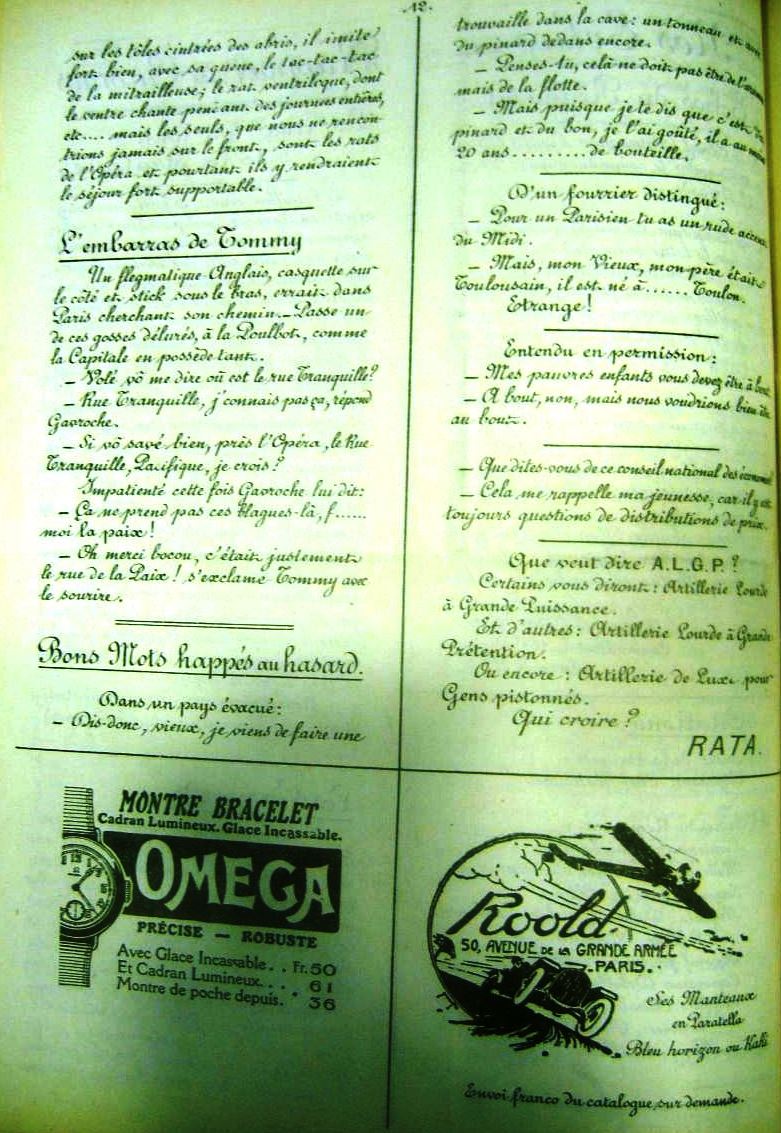 -12-
sur les tôles cintrées des abris, il imite
fort bien, avec sa queue, le tac-tac-tac
de la mitrailleuse; le rat ventriloque, dont
le ventre chante pendant des journées entières,
etc.... mais les seuls, que nous ne rencon-
trions jamais sur le front, sont les rats
de l'Opéra et pourtant ils y rendraient
le séjour fort supportable.
L'embarras de Tommy
Un flegmatique Anglais, casquette sur
le côté et stick sous le bras, errait dans
Paris cherchant son chemin. - Passe un
de ces gosses délurés, à la Poulbot, comme
la Capitale en possède tant.
- Volé vô me dire où est le rue Tranquille?
- Rue Tranquille, j'connais pas ça, répond
Gavroche.
- Si vô savé bien, près l'Opéra, le Rue
Tranquille, Pacifique, je crois?
Impatienté cette fois Gavroche lui dit:
- Ça ne prend pas ces blagues-là, f......
moi la paix!
- Oh merci bocou, c'était justement
le rue de la Paix! s'exclame Tommy avec
le sourire.
Bons Mots happés au hasard.
Dans un pays évacué:
- Dis-donc, vieux, je viens de faire une
trouvaille dans la cave: un tonneau et
du pinard dedans encore.
- Penses-tu, celà ne doit pas être de
mais de la flotte.
- Mais puisque je te dis que c'est
pinard et du bon, je l'ai goûté, il a au
20 ans.........de bouteille.
D'un fourrier distingué:
- Pour un Parisien tu as un rude
du Midi.
- Mais, mon Vieux, mon père était
Toulousain, il est né à...... Toulon.
Etrange!
Entendu en permission:
- Mes pauvres enfants vous devez être à bout.
- A bout, non, mais nous voudrions bien être
au bout.
- Que dites-vous de ce conseil national des
- Cela, me rappelle ma jeunesse, car il y
toujours questions de distributions de prix.
Que veut dire A.L.G.P.?
Certains vous diront: Artillerie Lourde
à Grande Puissance.
Et d'autres: Artillerie Lourde à Grande
Prétention.
Ou encore: Artillerie de Luxe pour
Gens pistonnés.
Qui croire?
RATA.
MONTRE BRACELET
Cadran Lumineux. Glace Incassable.
OMEGA
PRÉCISE — ROBUSTE
Avec Glace Incassable.. Fr. 50
Et Cadran Lumineux... 61
Montre de poche depuis. " 36
Roold
50, AVENUE DE LA GRANDE ARMÉE
- PARIS. -
Ses Manteaux
en Paratella
Bleu horizon ou Kaki
Envoi franco du catalogue sur demande.